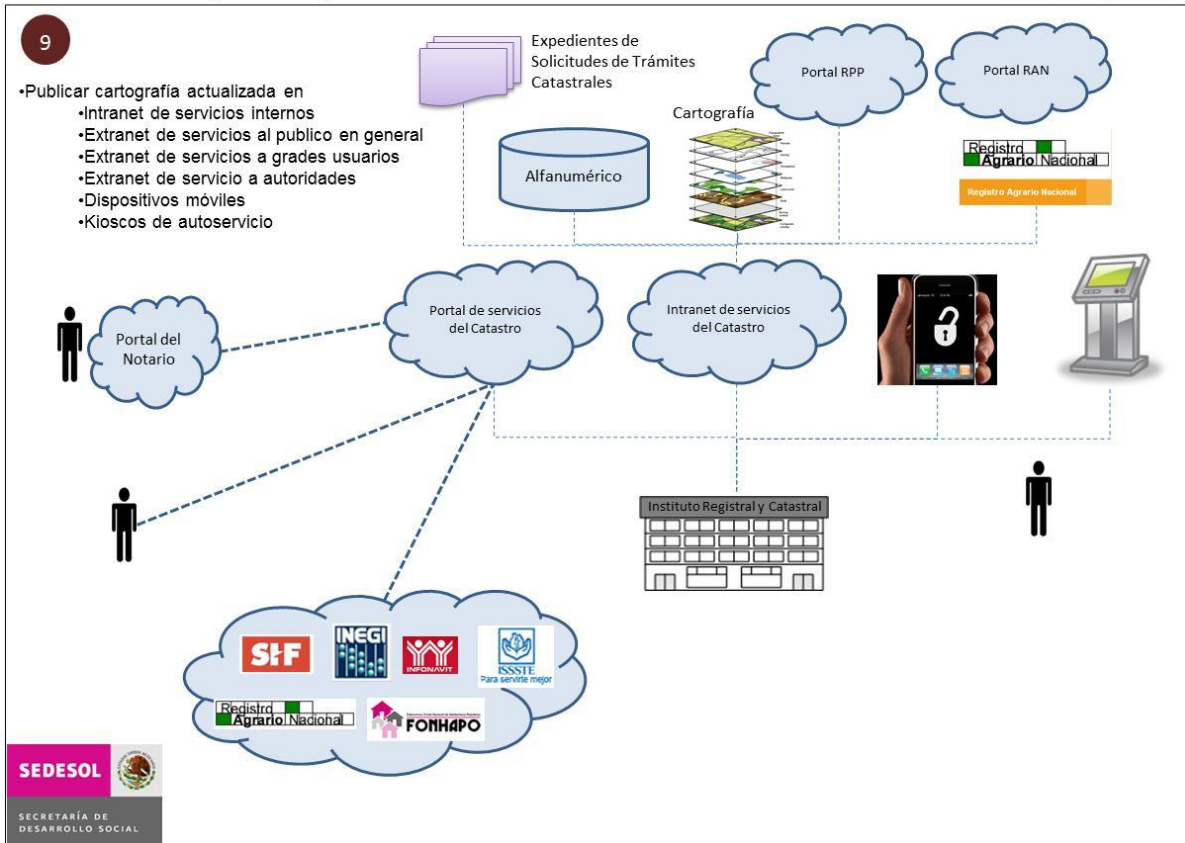 9
•Publicar cartografía actualizada en
•Intranet de servicios internos
•Extranet de servicios al publico en general
•Extranet de servicios a grades usuarios
•Extranet de servicio a autoridades
•Dispositivos móviles
•Kioscos de autoservicio
Expedientes de
Solicitudes de Trámites
Catastrales
Portal RPP
Portal RAN
Alfanumérico
Cartografía
Registro
Agrario Nacional
Registro Agrario Nacional
Portal del
Notario
Portal de servicios
del Catastro
Intranet de servicios
del Catastro
Instituto Registral y Catastral
SHF
INEGI
INFONAVIT
ISSSTE
Para servirte mejor
Registro
Agrario Nacional
FONHAPO
SEDESOL
SECRETARÍA DE
DESARROLLO SOCIAL